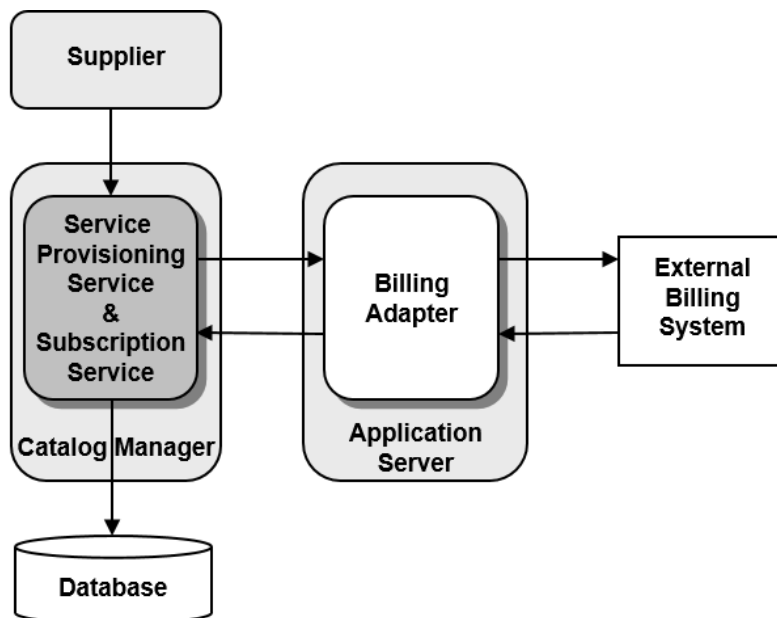 Supplier
Service
Provisioning
Service
&
Subscription
Service
Catalog Manager
Billing
Adapter
Application
Server
External
Billing
System
Database